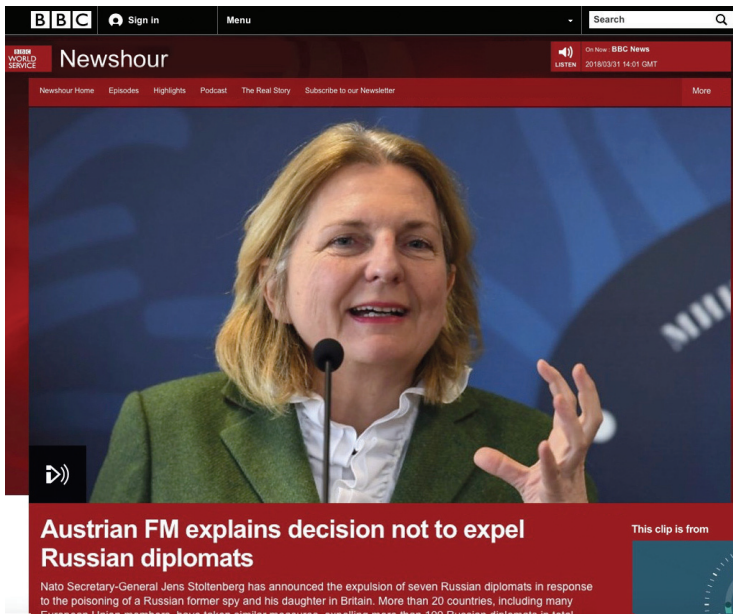 BBC Sign in Menu Search
BBC
WORLD
SERVICE
Newshour
LISTEN
On Now : BBC News
2018/03/31 14:01 GMT
Newshour Home Episodes Highlights Podcast The Real Story Subscribe to our Newsletter More
Austrian FM explains decision not to expel
Russian diplomats
This clip is from
Nato Secretary-General Jens Stoltenberg has announced the expulsion of seven Russian diplomats in response
to the poisoning of a Russian former spy and his daughter in Britain. More than 20 countries, including many